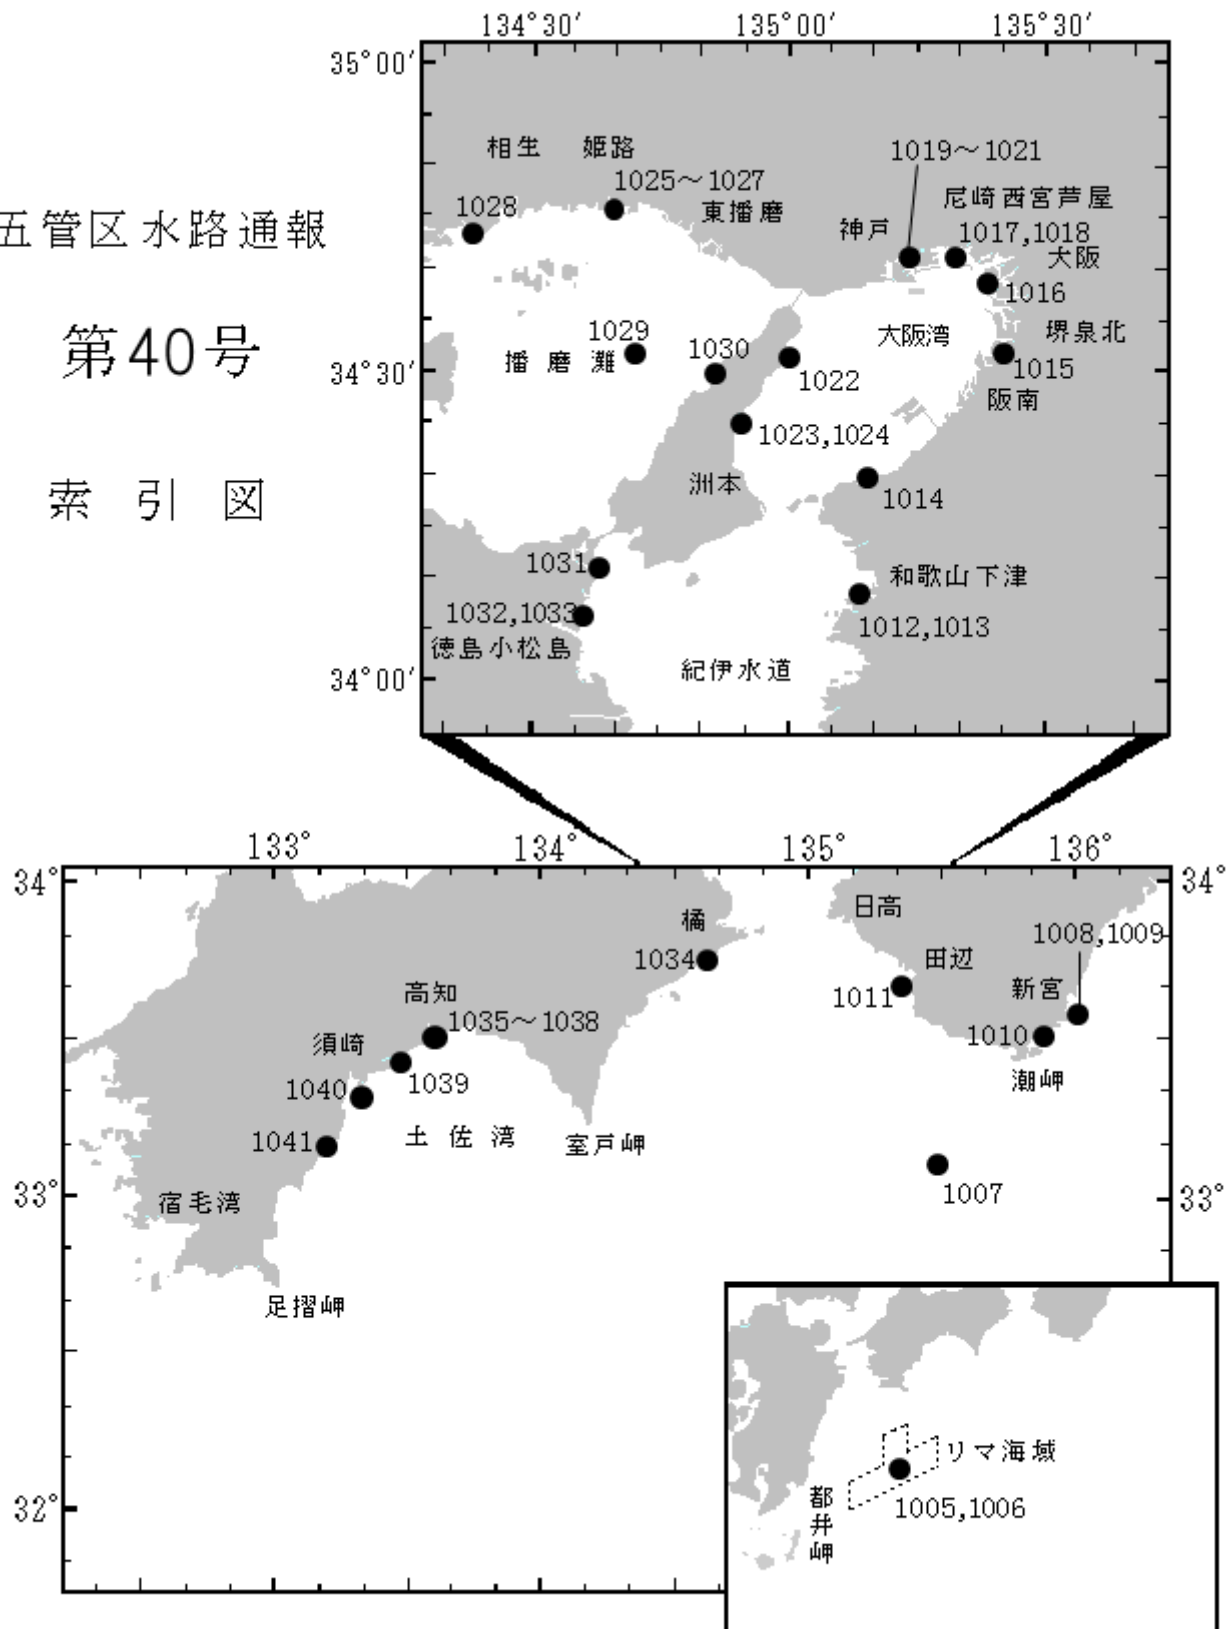 134°30′ 135°00′ 135°30′
35°00′
相生 姫路
1019～1021
1025～1027
尼崎西宮芦屋
1028
東播磨
神戸
1017,1018
五管区水路通報
大阪
1016
第40号
1029
大阪湾
堺泉北
播磨灘
1030
34°30′
1022
1015
阪南
1023,1024
索引図
洲本
1014
1031
和歌山下津
1032,1033
1012,1013
徳島小松島
紀伊水道
34°00′
133° 134° 135° 136°
34° 34°
日高
橘
1008,1009
1034
田辺
新宮
1011
高知
1035～1038
須崎
1010
1039
潮岬
1040
土佐湾
1041
室戸岬
1007
宿毛湾
33° 33°
足摺岬
リマ海域
都井岬
1005,1006
32°